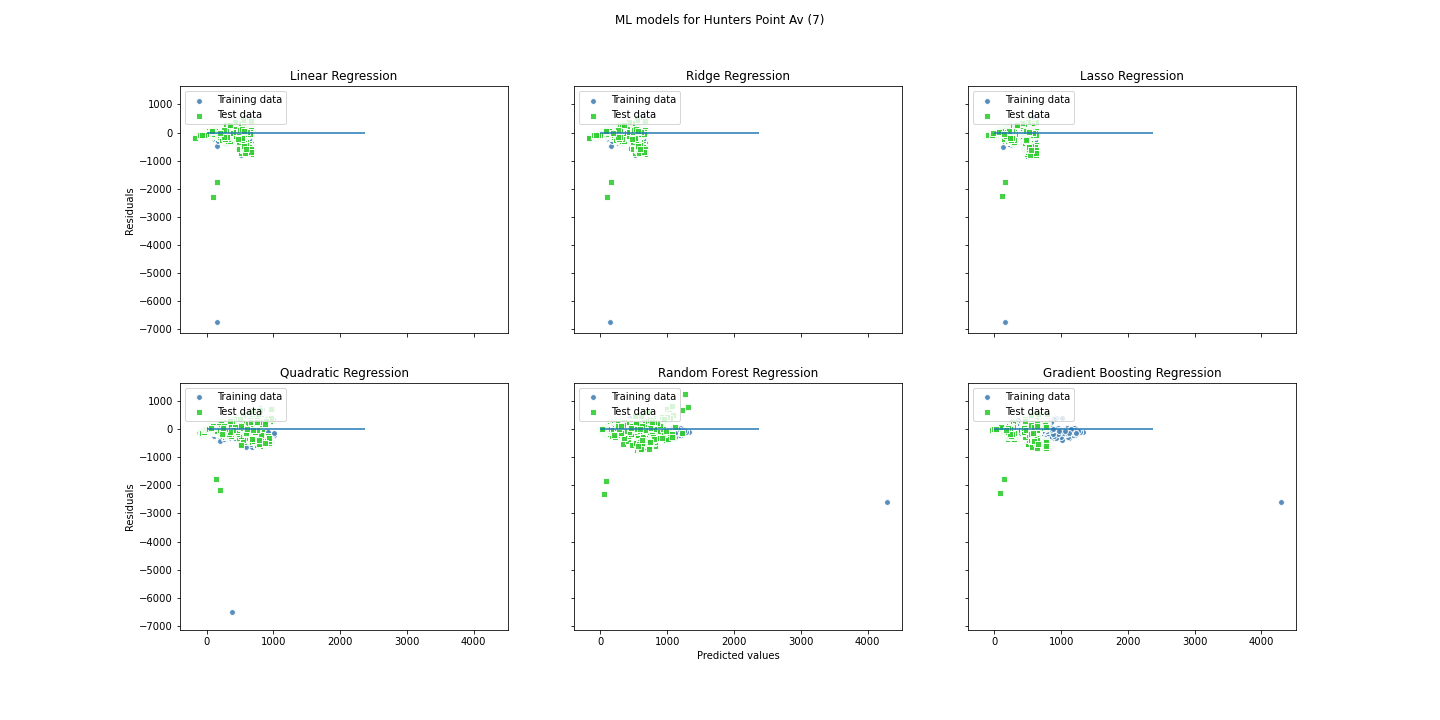 ML models for Hunters Point Av (7)
Linear Regression
Ridge Regression
Lasso Regression
Training data
Test data
Training data
Test data
Training data
Test data
1000
0
−1000
−2000
−3000
−4000
−5000
−6000
−7000
Residuals
Quadratic Regression
Random Forest Regression
Gradient Boosting Regression
Training data
Test data
Training data
Test data
Training data
Test data
1000
0
−1000
−2000
−3000
−4000
−5000
−6000
−7000
Residuals
0 1000 2000 3000 4000
0 1000 2000 3000 4000
0 1000 2000 3000 4000
Predicted values